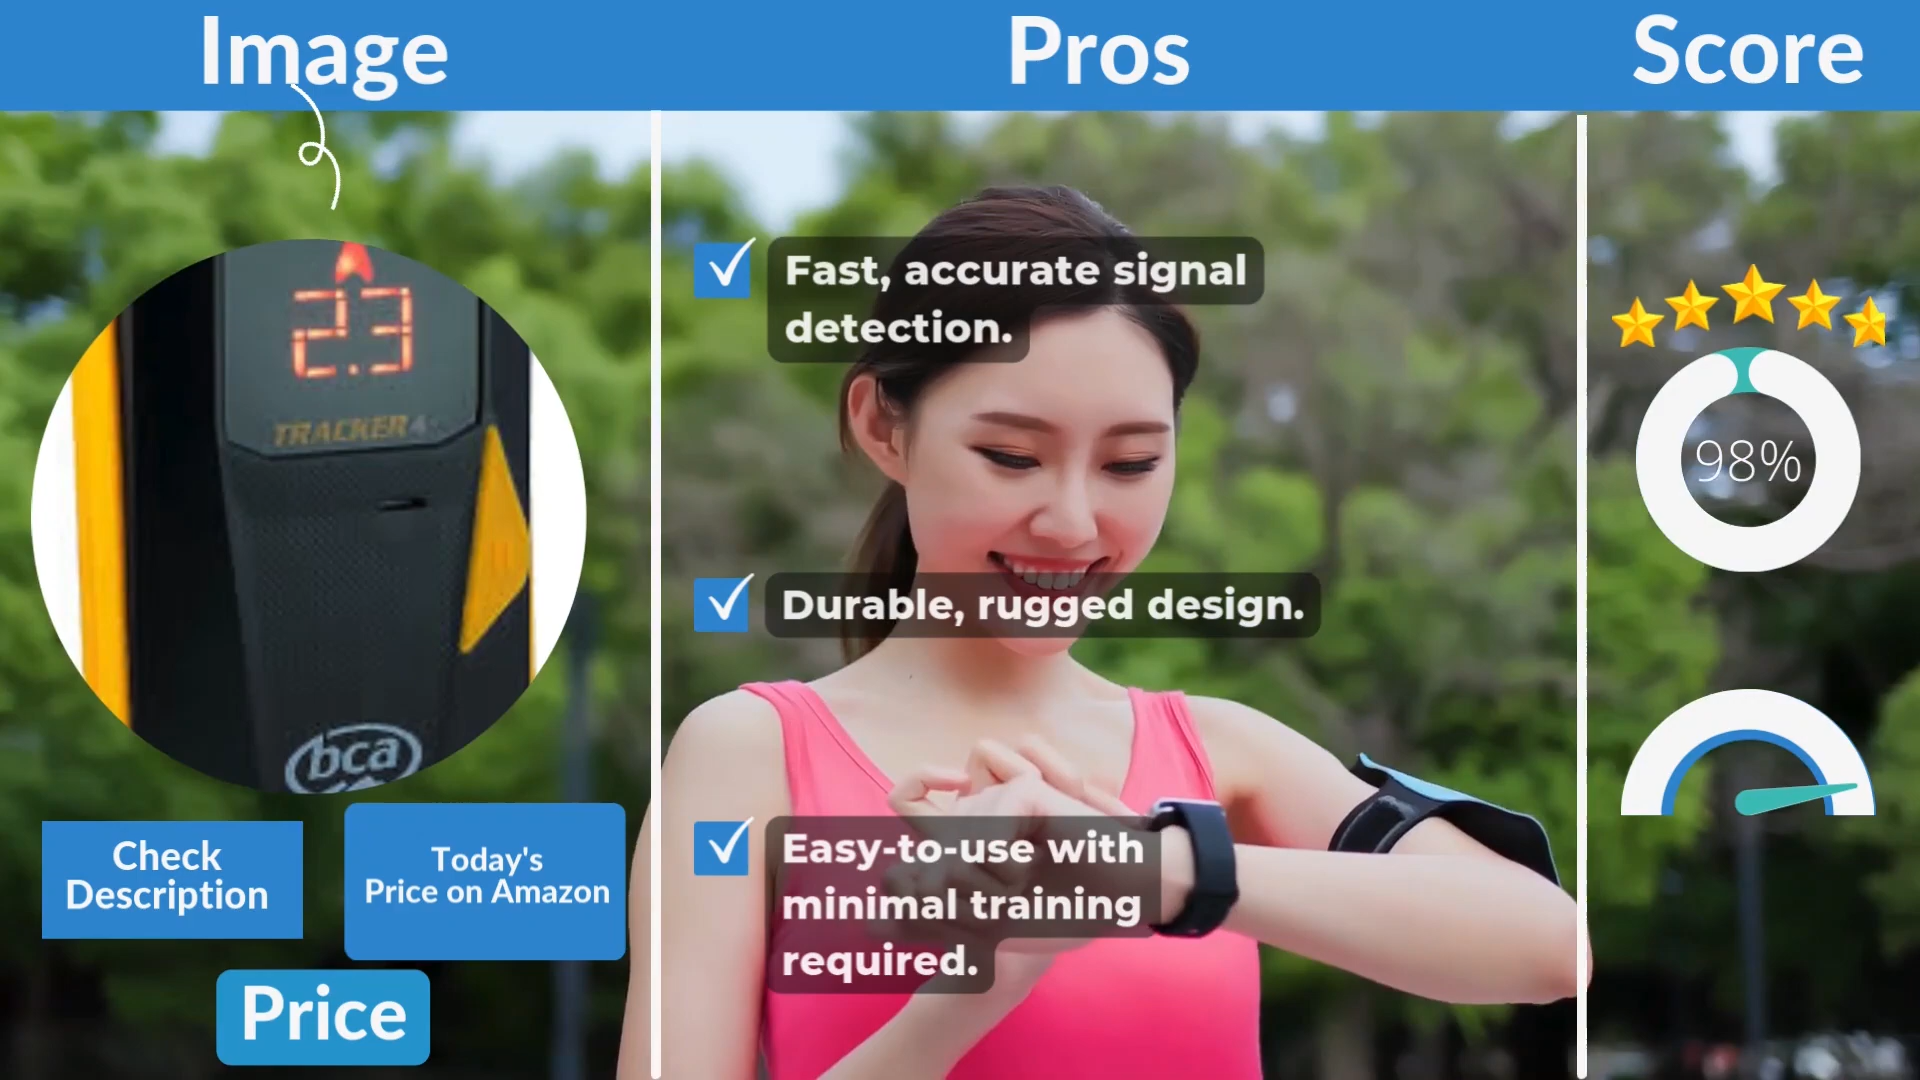 Image
Pros
Score
2.3
TRACKER
bca
Fast, accurate signal
detection.
Durable, rugged design.
Easy-to-use with
minimal training
required.
98%
Check
Description
Today's
Price on Amazon
Price